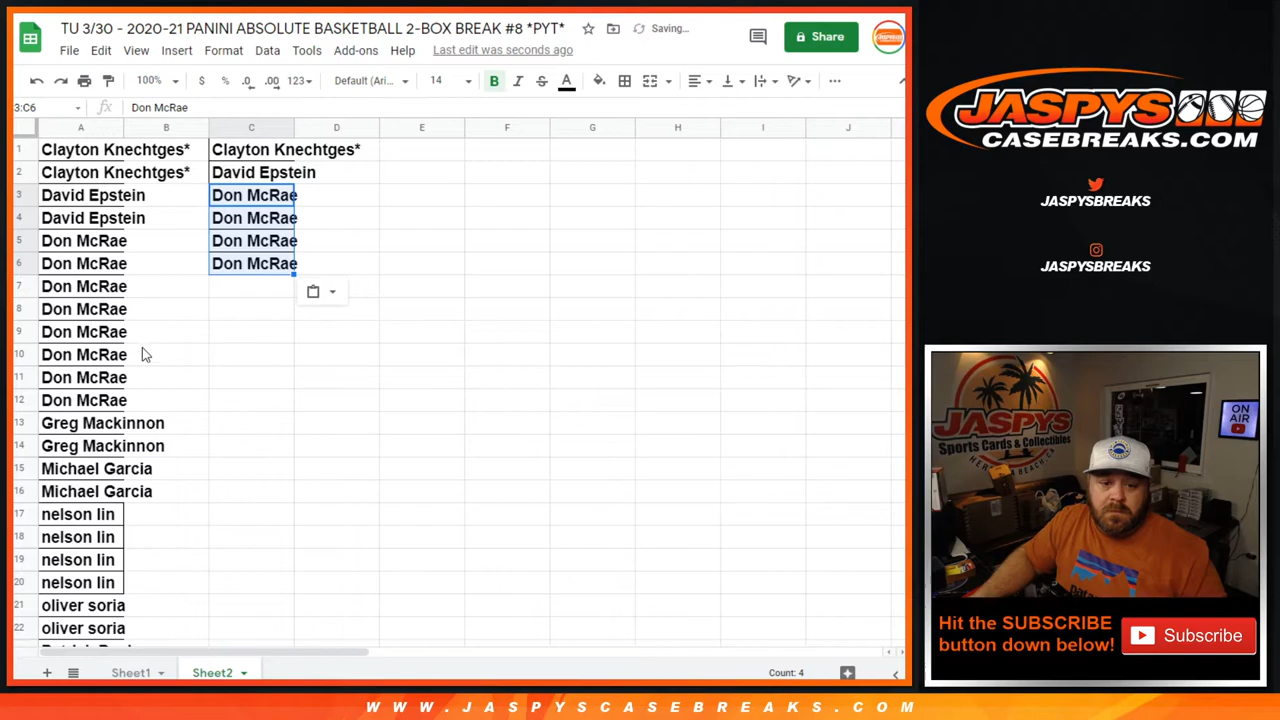 TU 3/30 - 2020-21 PANINI ABSOLUTE BASKETBALL 2-BOX BREAK #8 *PYT*
Saving...
Share
File Edit View Insert Format Data Tools Add-ons Help Last edit was seconds ago
100% $ % .0 .00 123 Default (Ari... 14 B I S A
3:C6 fx Don McRae
A B C D E F G H I J
1 Clayton Knechtges* Clayton Knechtges*
2 Clayton Knechtges* David Epstein
3 David Epstein Don McRae
4 David Epstein Don McRae
5 Don McRae Don McRae
6 Don McRae Don McRae
7 Don McRae
8 Don McRae
9 Don McRae
10 Don McRae
11 Don McRae
12 Don McRae
13 Greg Mackinnon
14 Greg Mackinnon
15 Michael Garcia
16 Michael Garcia
17 nelson lin
18 nelson lin
19 nelson lin
20 nelson lin
21 oliver soria
22 oliver soria
Sheet1 Sheet2 Count: 4
JASPYS
CASEBREAKS.COM
JASPYSBREAKS
JASPYSBREAKS
JASPYS
Sports Cards & Collectibles
ON
AIR
Hit the SUBSCRIBE
button down below!
Subscribe
WWW.JASPYSCASEBREAKS.COM